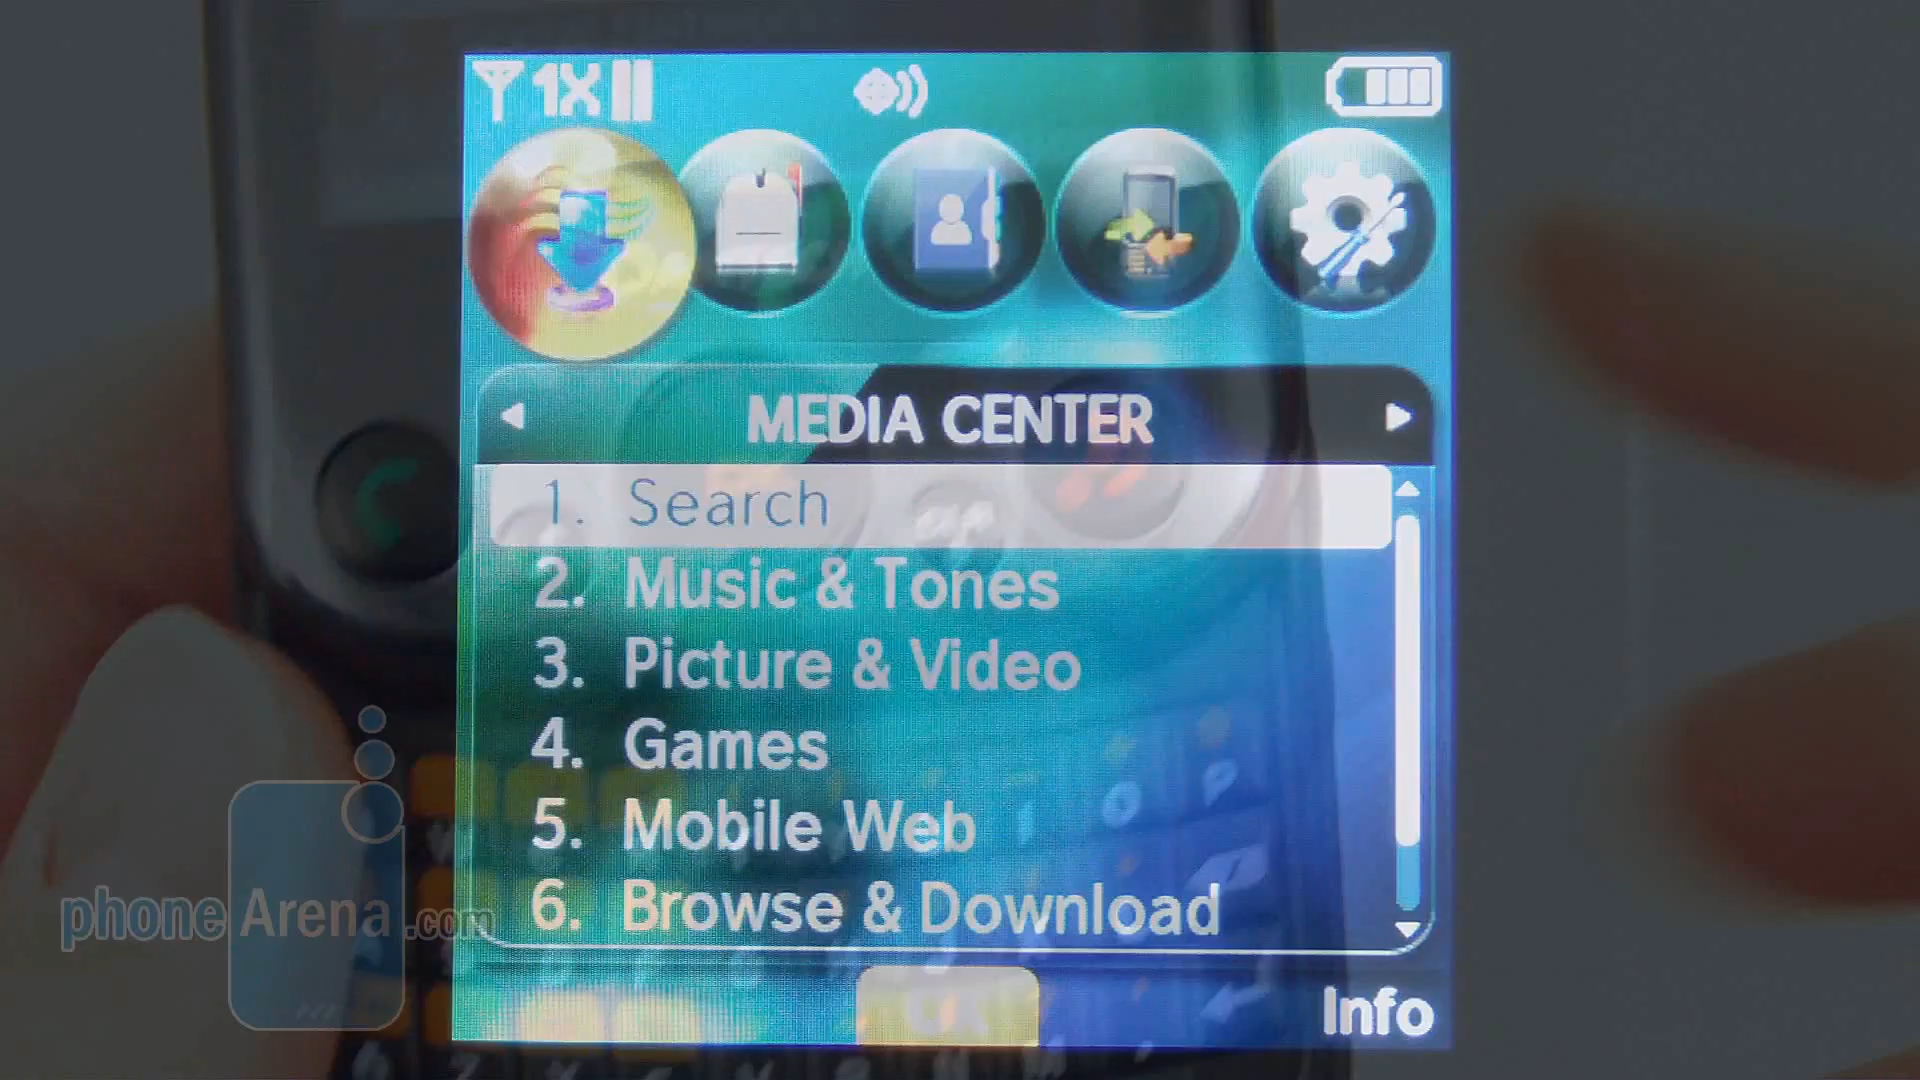 1X
MEDIA CENTER
1. Search
2. Music & Tones
3. Picture & Video
4. Games
5. Mobile Web
6. Browse & Download
OK
Info
phoneArena.com